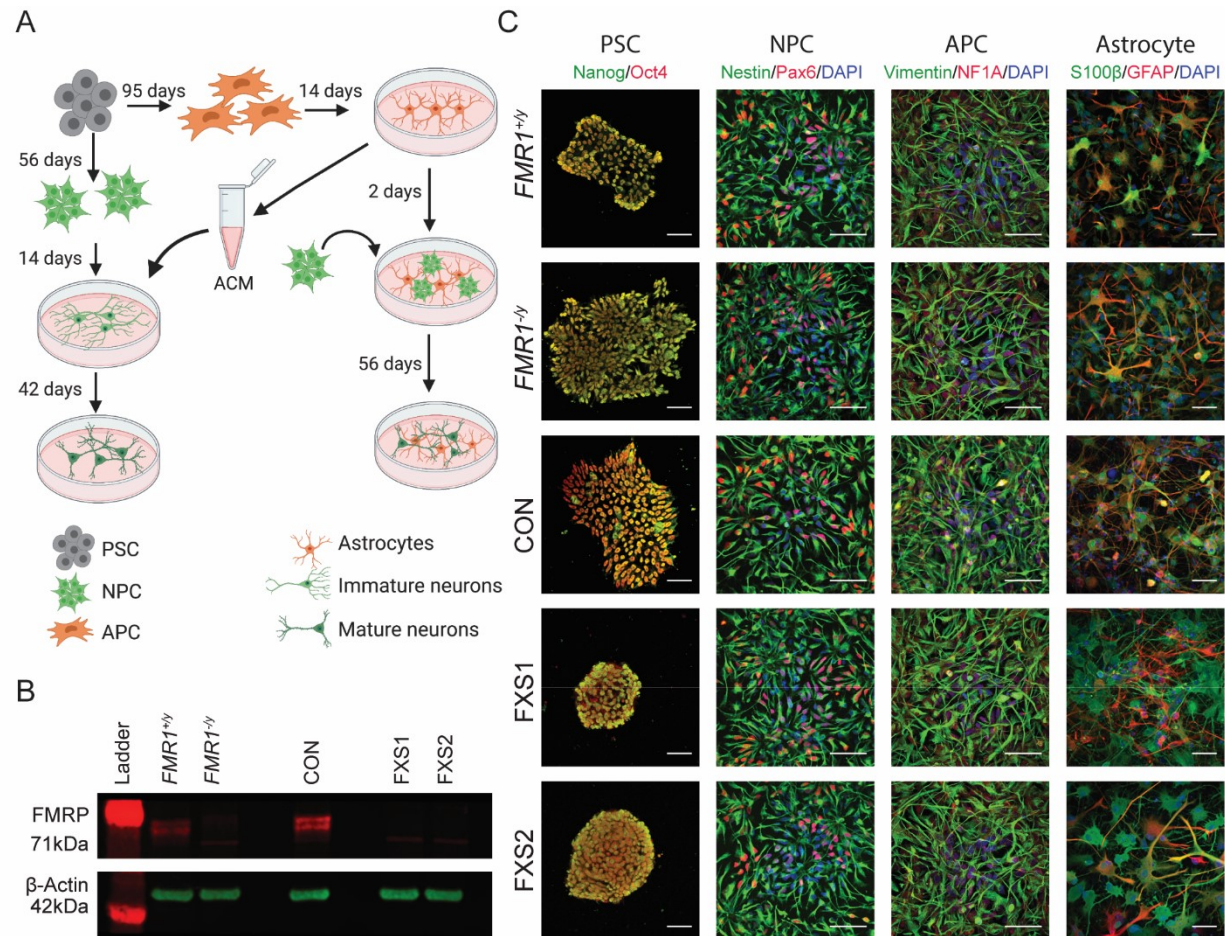 A
95 days
14 days
56 days
2 days
14 days
ACM
42 days
56 days
PSC
NPC
APC
Astrocytes
Immature neurons
Mature neurons
B
Ladder
FMR1+/y
FMR1-/y
CON
FXS1
FXS2
FMRP
71kDa
β-Actin
42kDa
C
PSC
NPC
APC
Astrocyte
Nanog/Oct4
Nestin/Pax6/DAPI
Vimentin/NF1A/DAPI
S100β/GFAP/DAPI
FMR1+/y
FMR1-/y
CON
FXS1
FXS2